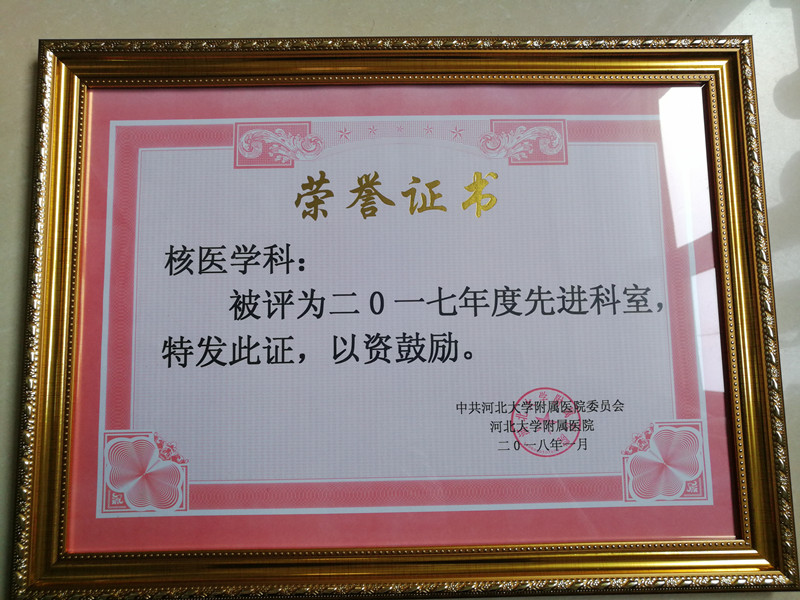 荣誉证书
核医学科：
被评为二0一七年度先进科室，
特发此证，以资鼓励。
中共河北大学附属医院委员会
河北大学附属医院
二0一八年一月